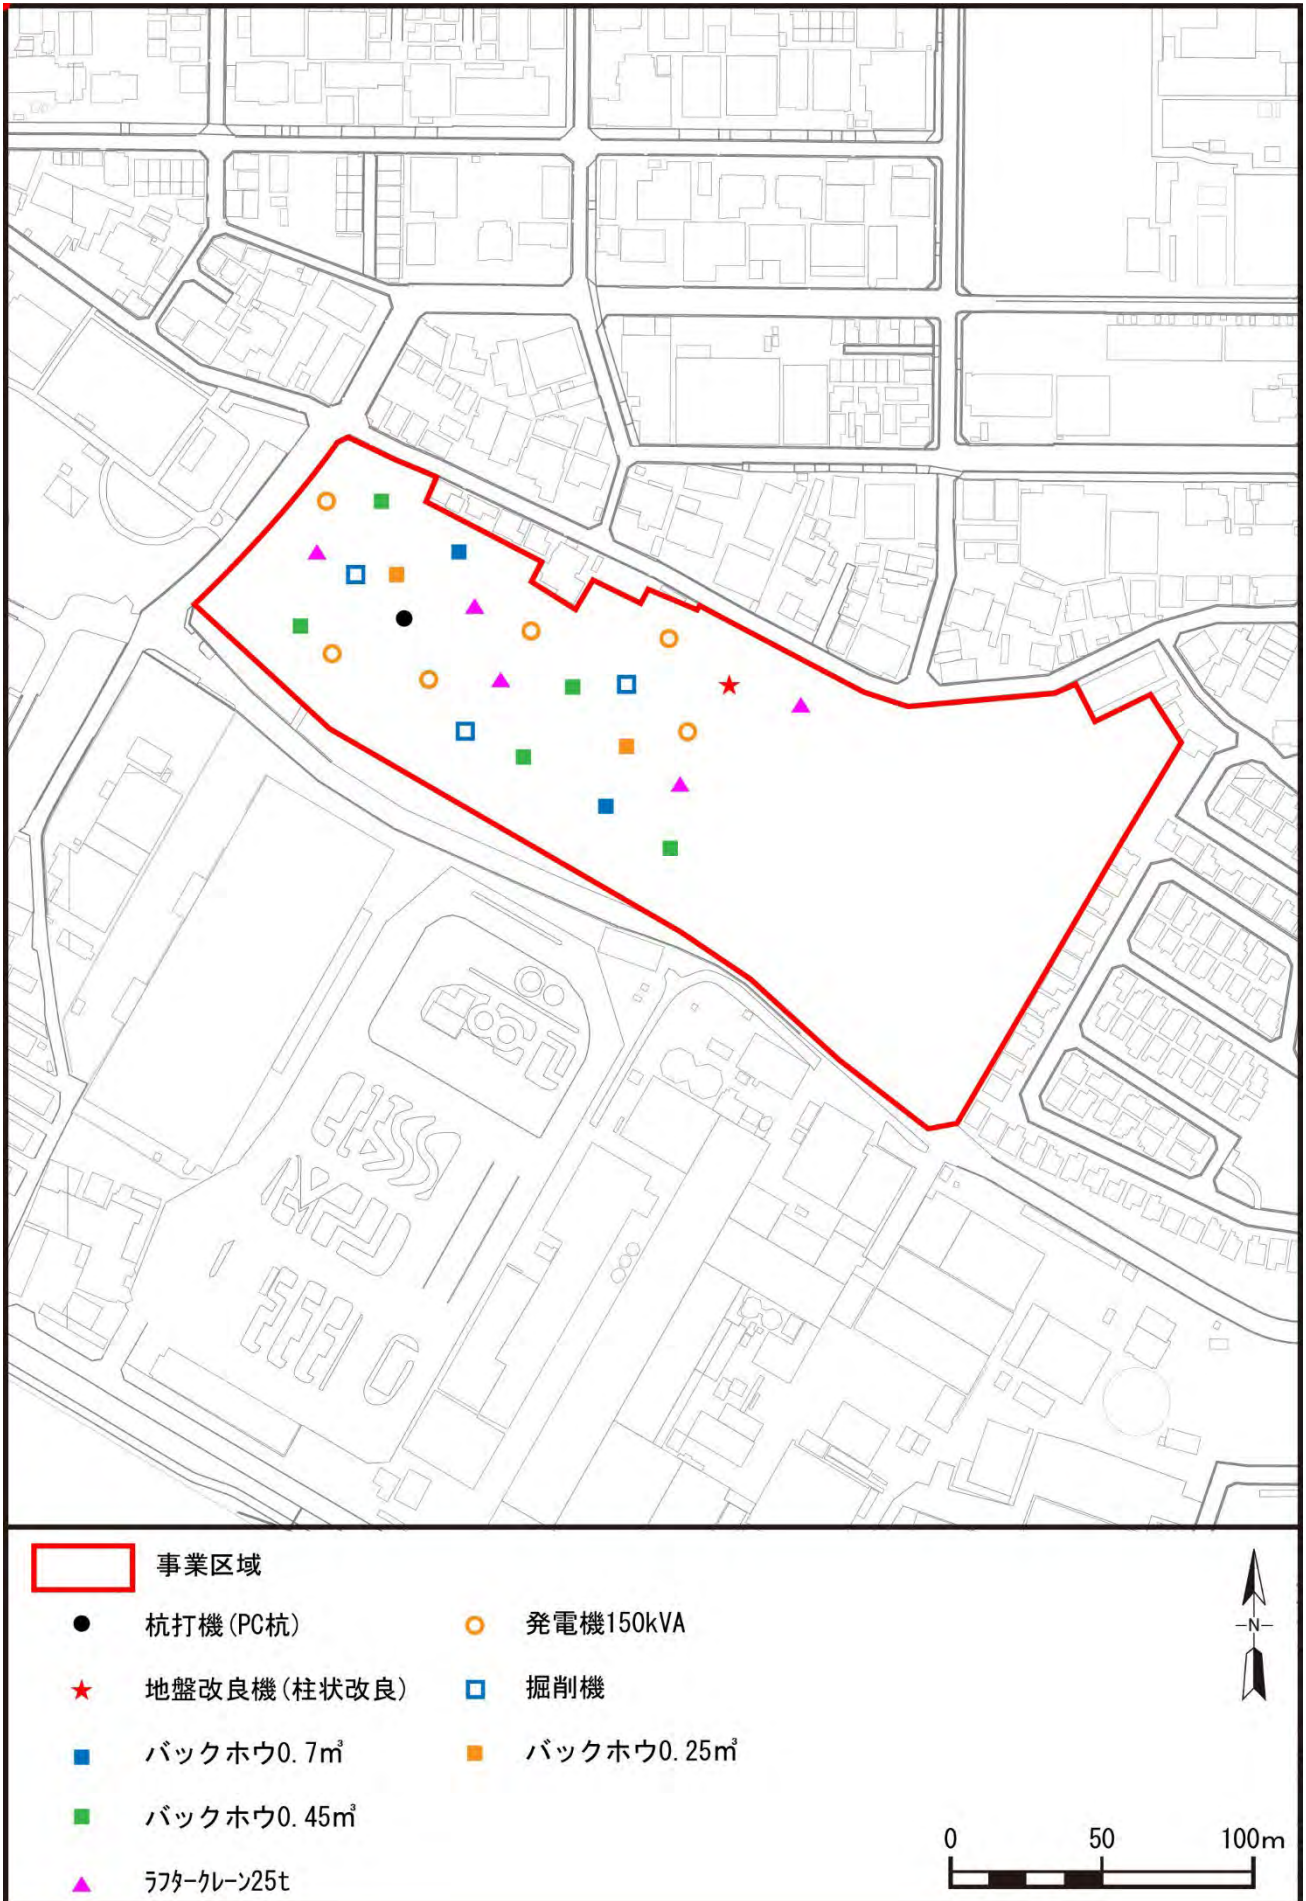 事業区域
杭打機(PC杭)
発電機150kVA
地盤改良機(柱状改良)
掘削機
バックホウ0.7㎥
バックホウ0.25㎥
バックホウ0.45㎥
ﾗﾌﾀｰｸﾚｰﾝ25t
N
0 50 100m